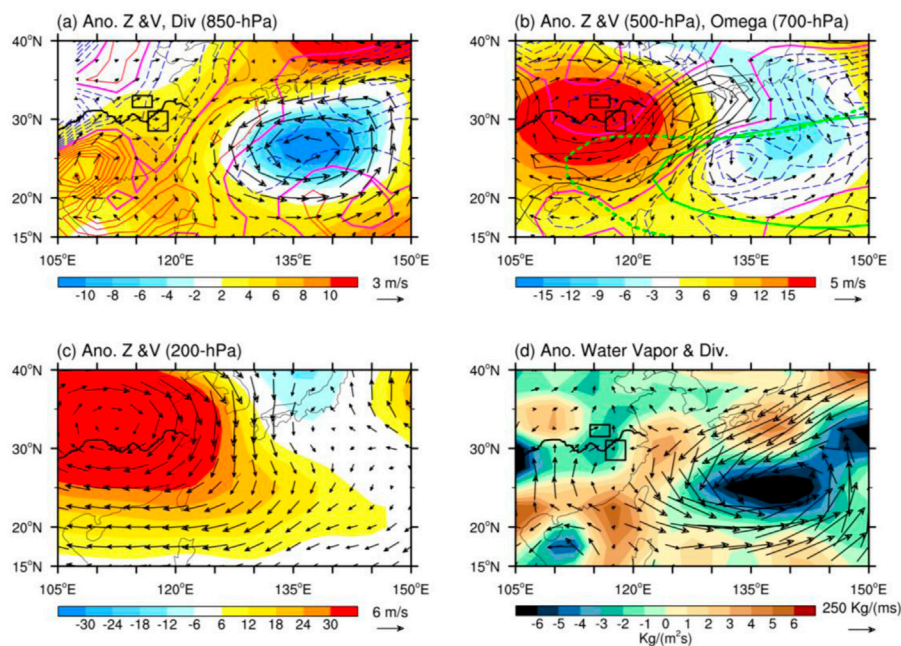 (a) Ano. Z &V, Div (850-hPa)
40°N
30°N
20°N
15°N
105°E 120°E 135°E 150°E
-10 -8 -6 -4 -2 2 4 6 8 10 3 m/s
(b) Ano. Z &V (500-hPa), Omega (700-hPa)
40°N
30°N
20°N
15°N
105°E 120°E 135°E 150°E
-15 -12 -9 -6 -3 3 6 9 12 15 5 m/s
(c) Ano. Z &V (200-hPa)
40°N
30°N
20°N
15°N
105°E 120°E 135°E 150°E
-30 -24 -18 -12 -6 6 12 18 24 30 6 m/s
(d) Ano. Water Vapor & Div.
40°N
30°N
20°N
15°N
105°E 120°E 135°E 150°E
-6 -5 -4 -3 -2 -1 0 1 2 3 4 5 6 250 Kg/(ms)
Kg/(m²s)